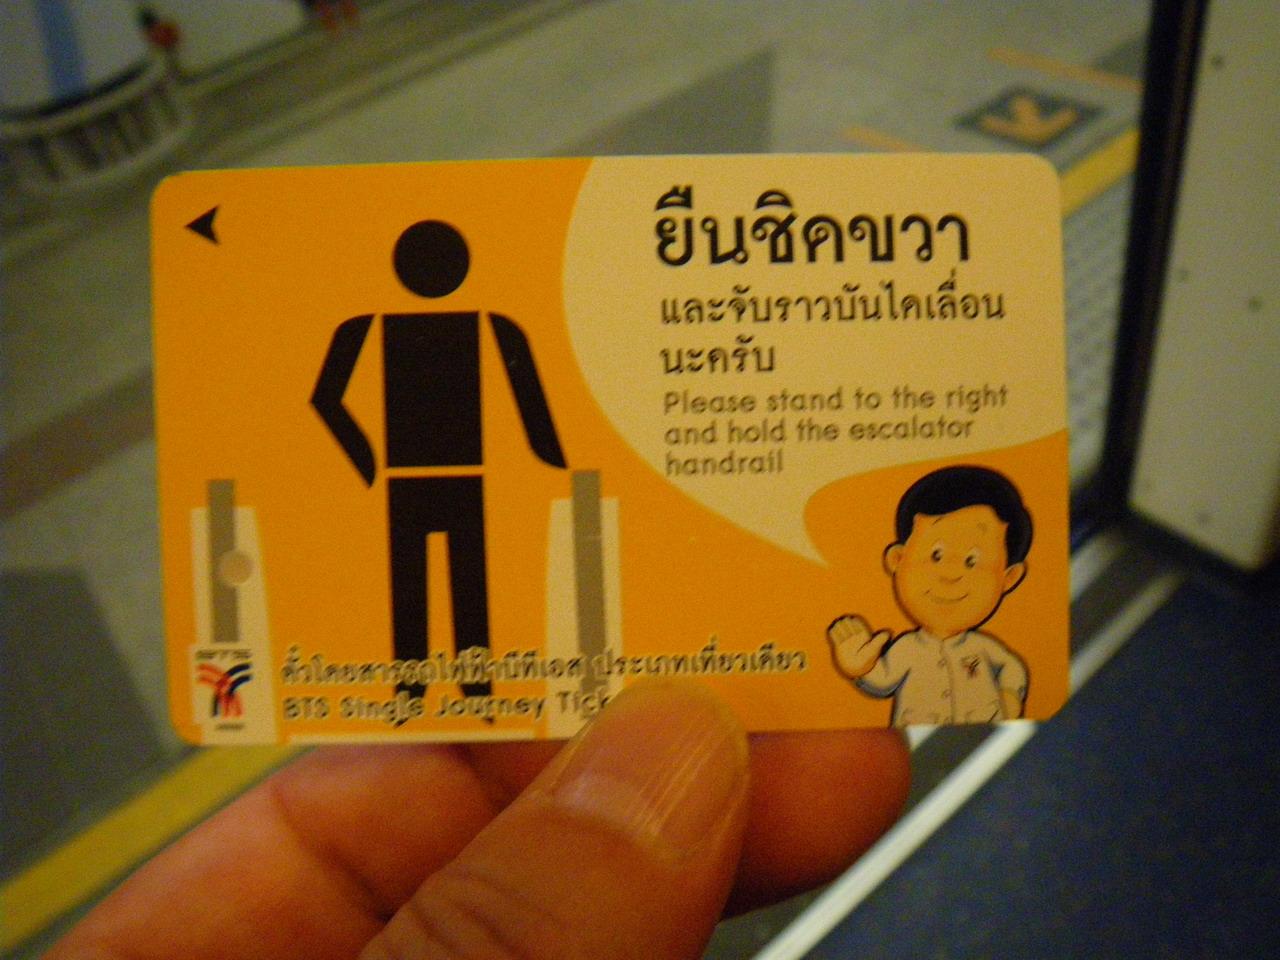 ยืนชิดขวา
และจับราวบันไดเลื่อน
นะครับ
Please stand to the right
and hold the escalator
handrail
ตั๋วโดยสารรถไฟฟ้าบีทีเอส ประเภทเที่ยวเดียว
BTS Single Journey